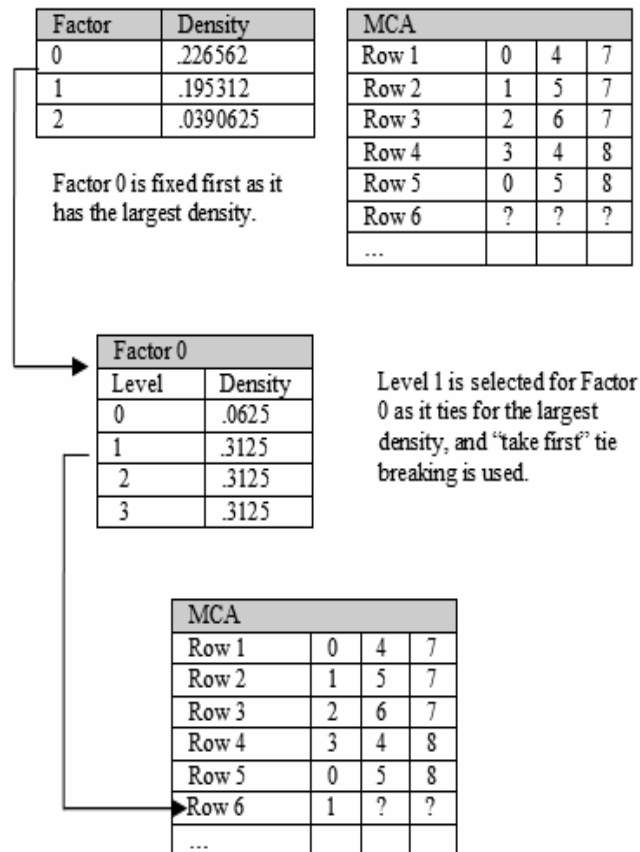 Factor Density
0 .226562
1 .195312
2 .0390625
MCA
Row 1 0 4 7
Row 2 1 5 7
Row 3 2 6 7
Row 4 3 4 8
Row 5 0 5 8
Row 6 ? ? ?
...
Factor 0 is fixed first as it
has the largest density.
Factor 0
Level Density
0 .0625
1 .3125
2 .3125
3 .3125
Level 1 is selected for Factor
0 as it ties for the largest
density, and “take first” tie
breaking is used.
MCA
Row 1 0 4 7
Row 2 1 5 7
Row 3 2 6 7
Row 4 3 4 8
Row 5 0 5 8
Row 6 1 ? ?
...